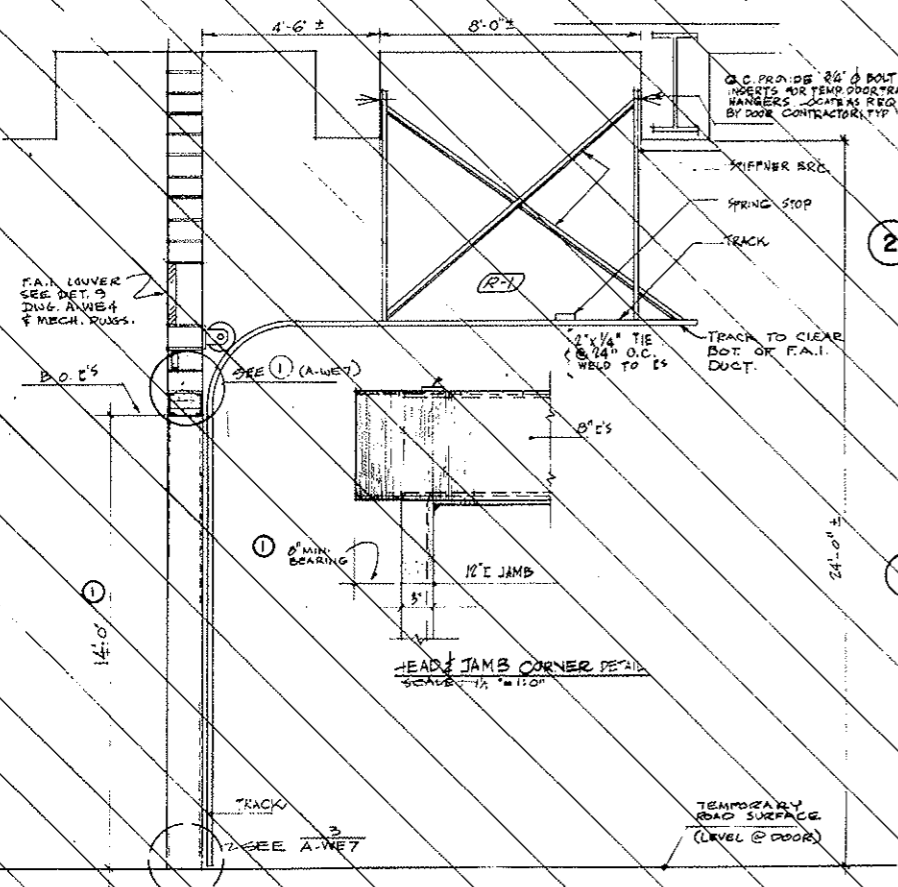 4'-6" ±
8'-0" ±
G.C. PROVIDE 3/4" Ø BOLT
INSERTS FOR TEMP. DOOR TRA
HANGERS. LOCATE AS REQ
BY DOOR CONTRACTOR, TYP
STIFFNER BRC.
SPRING STOP
TRACK
2
R-1
F.A.I. LOUVER
SEE DET. 9
DWG. A-WE4
& MECH. DWGS.
2" x 1/4" TIE
@ 24" O.C.
WELD TO [S
TRACK TO CLEAR
BOT. OF F.A.I.
DUCT.
SEE 1 (A-WE7)
B.O. ['S
8" ['S
1
8" MIN.
BEARING
12" [ JAMB
3"
1
14'-0"
24'-0" ±
HEAD & JAMB CORNER DETAIL
SCALE: 1½" = 1'-0"
TRACK
SEE 3
A-WE7
TEMPORARY
ROAD SURFACE
(LEVEL @ DOOR)